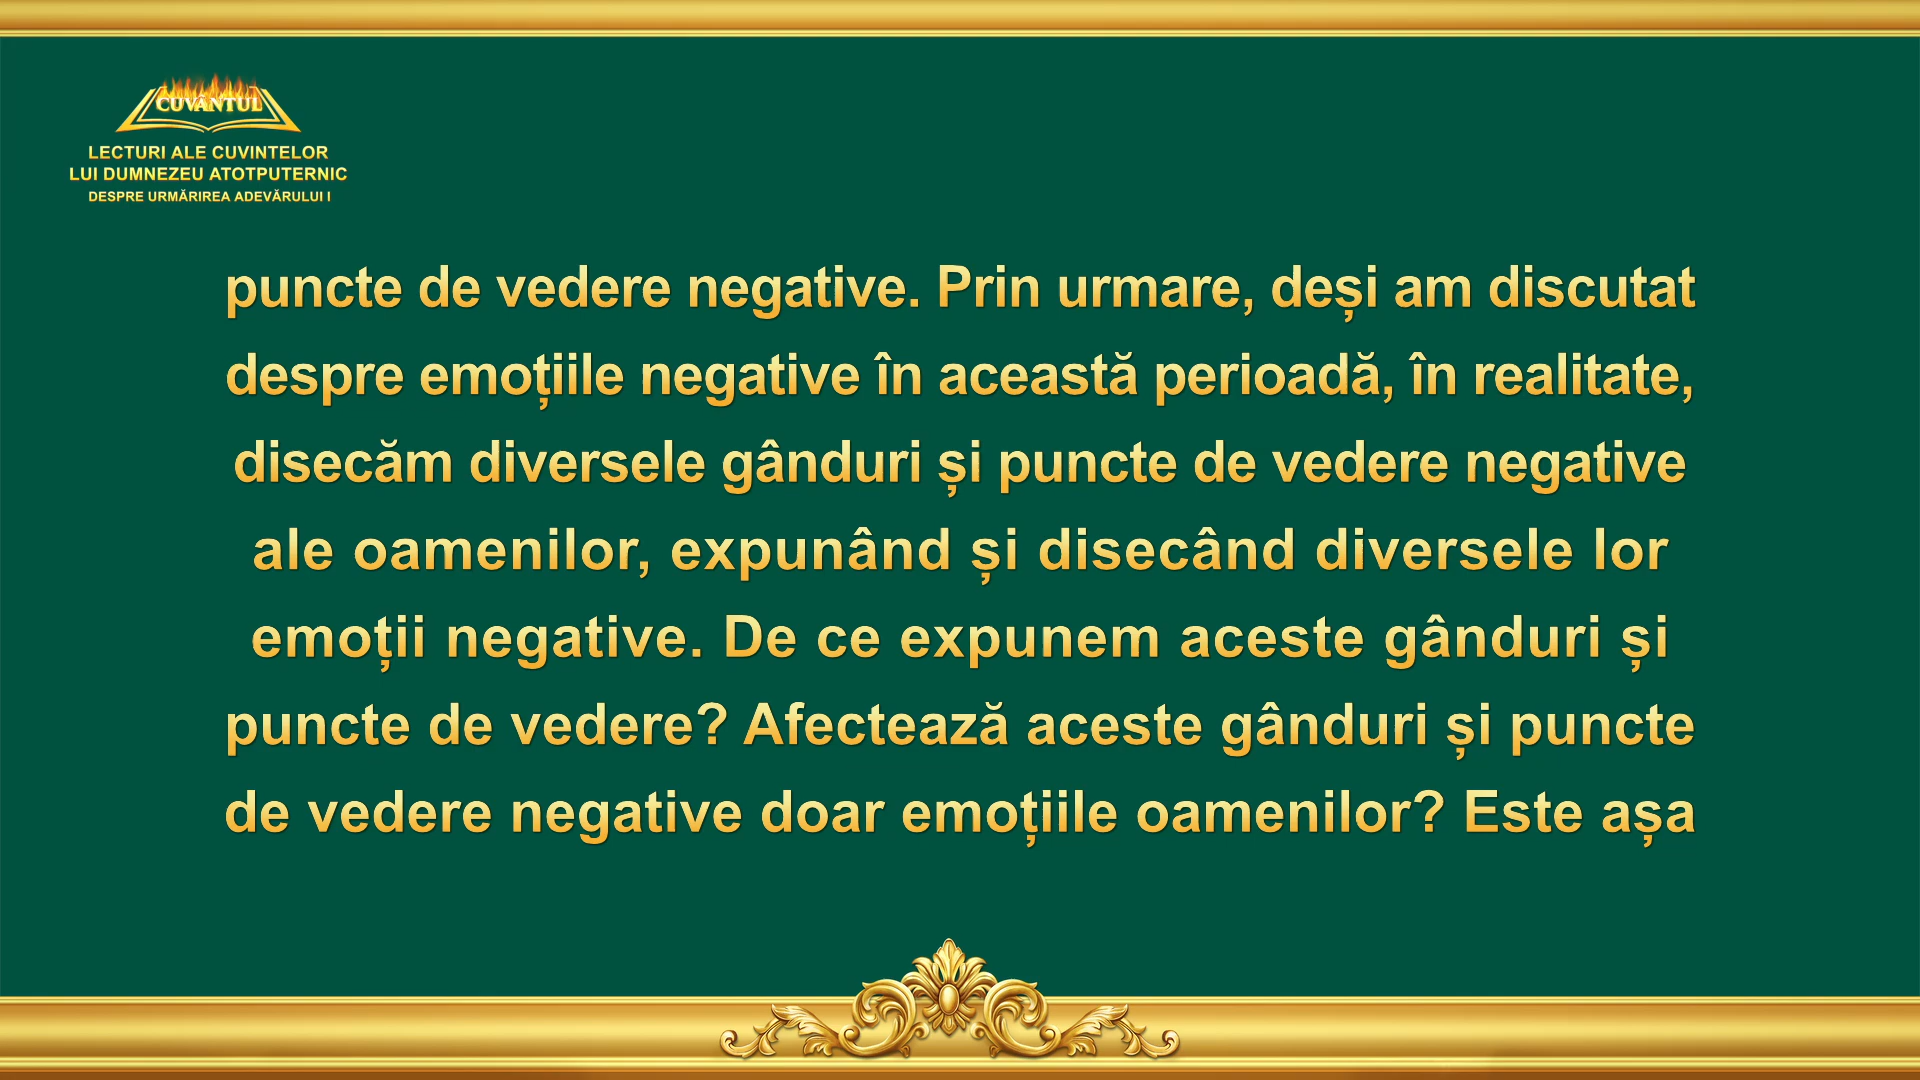 CUVÂNTUL
LECTURI ALE CUVINTELOR
LUI DUMNEZEU ATOTPUTERNIC
DESPRE URMĂRIREA ADEVĂRULUI I
puncte de vedere negative. Prin urmare, deși am discutat
despre emoțiile negative în această perioadă, în realitate,
disecăm diversele gânduri și puncte de vedere negative
ale oamenilor, expunând și disecând diversele lor
emoții negative. De ce expunem aceste gânduri și
puncte de vedere? Afectează aceste gânduri și puncte
de vedere negative doar emoțiile oamenilor? Este așa